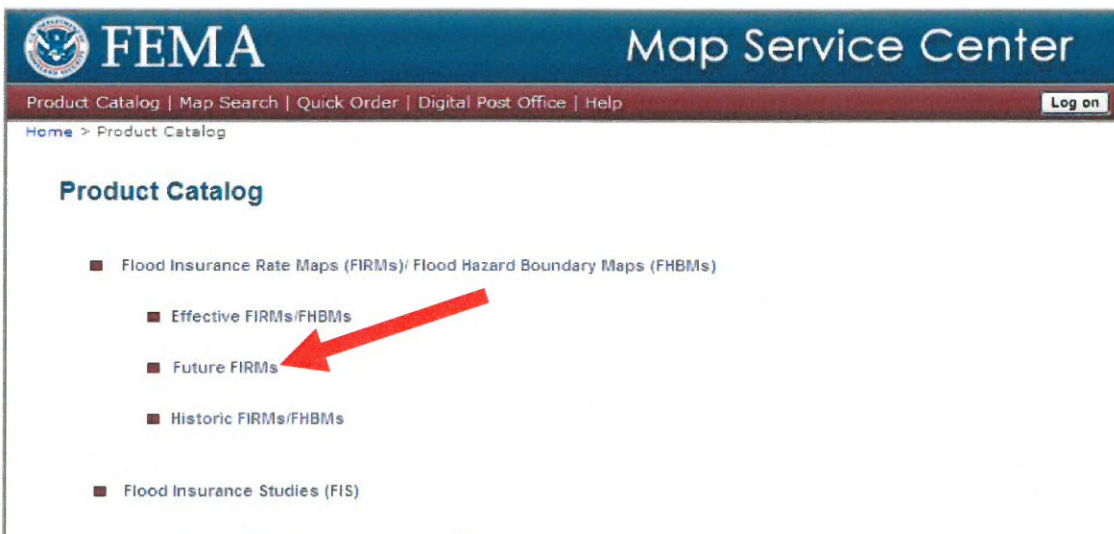 FEMA
Map Service Center
Product Catalog | Map Search | Quick Order | Digital Post Office | Help
Log on
Home > Product Catalog
Product Catalog
Flood Insurance Rate Maps (FIRMs)/ Flood Hazard Boundary Maps (FHBMs)
Effective FIRMs/FHBMs
Future FIRMs
Historic FIRMs/FHBMs
Flood Insurance Studies (FIS)